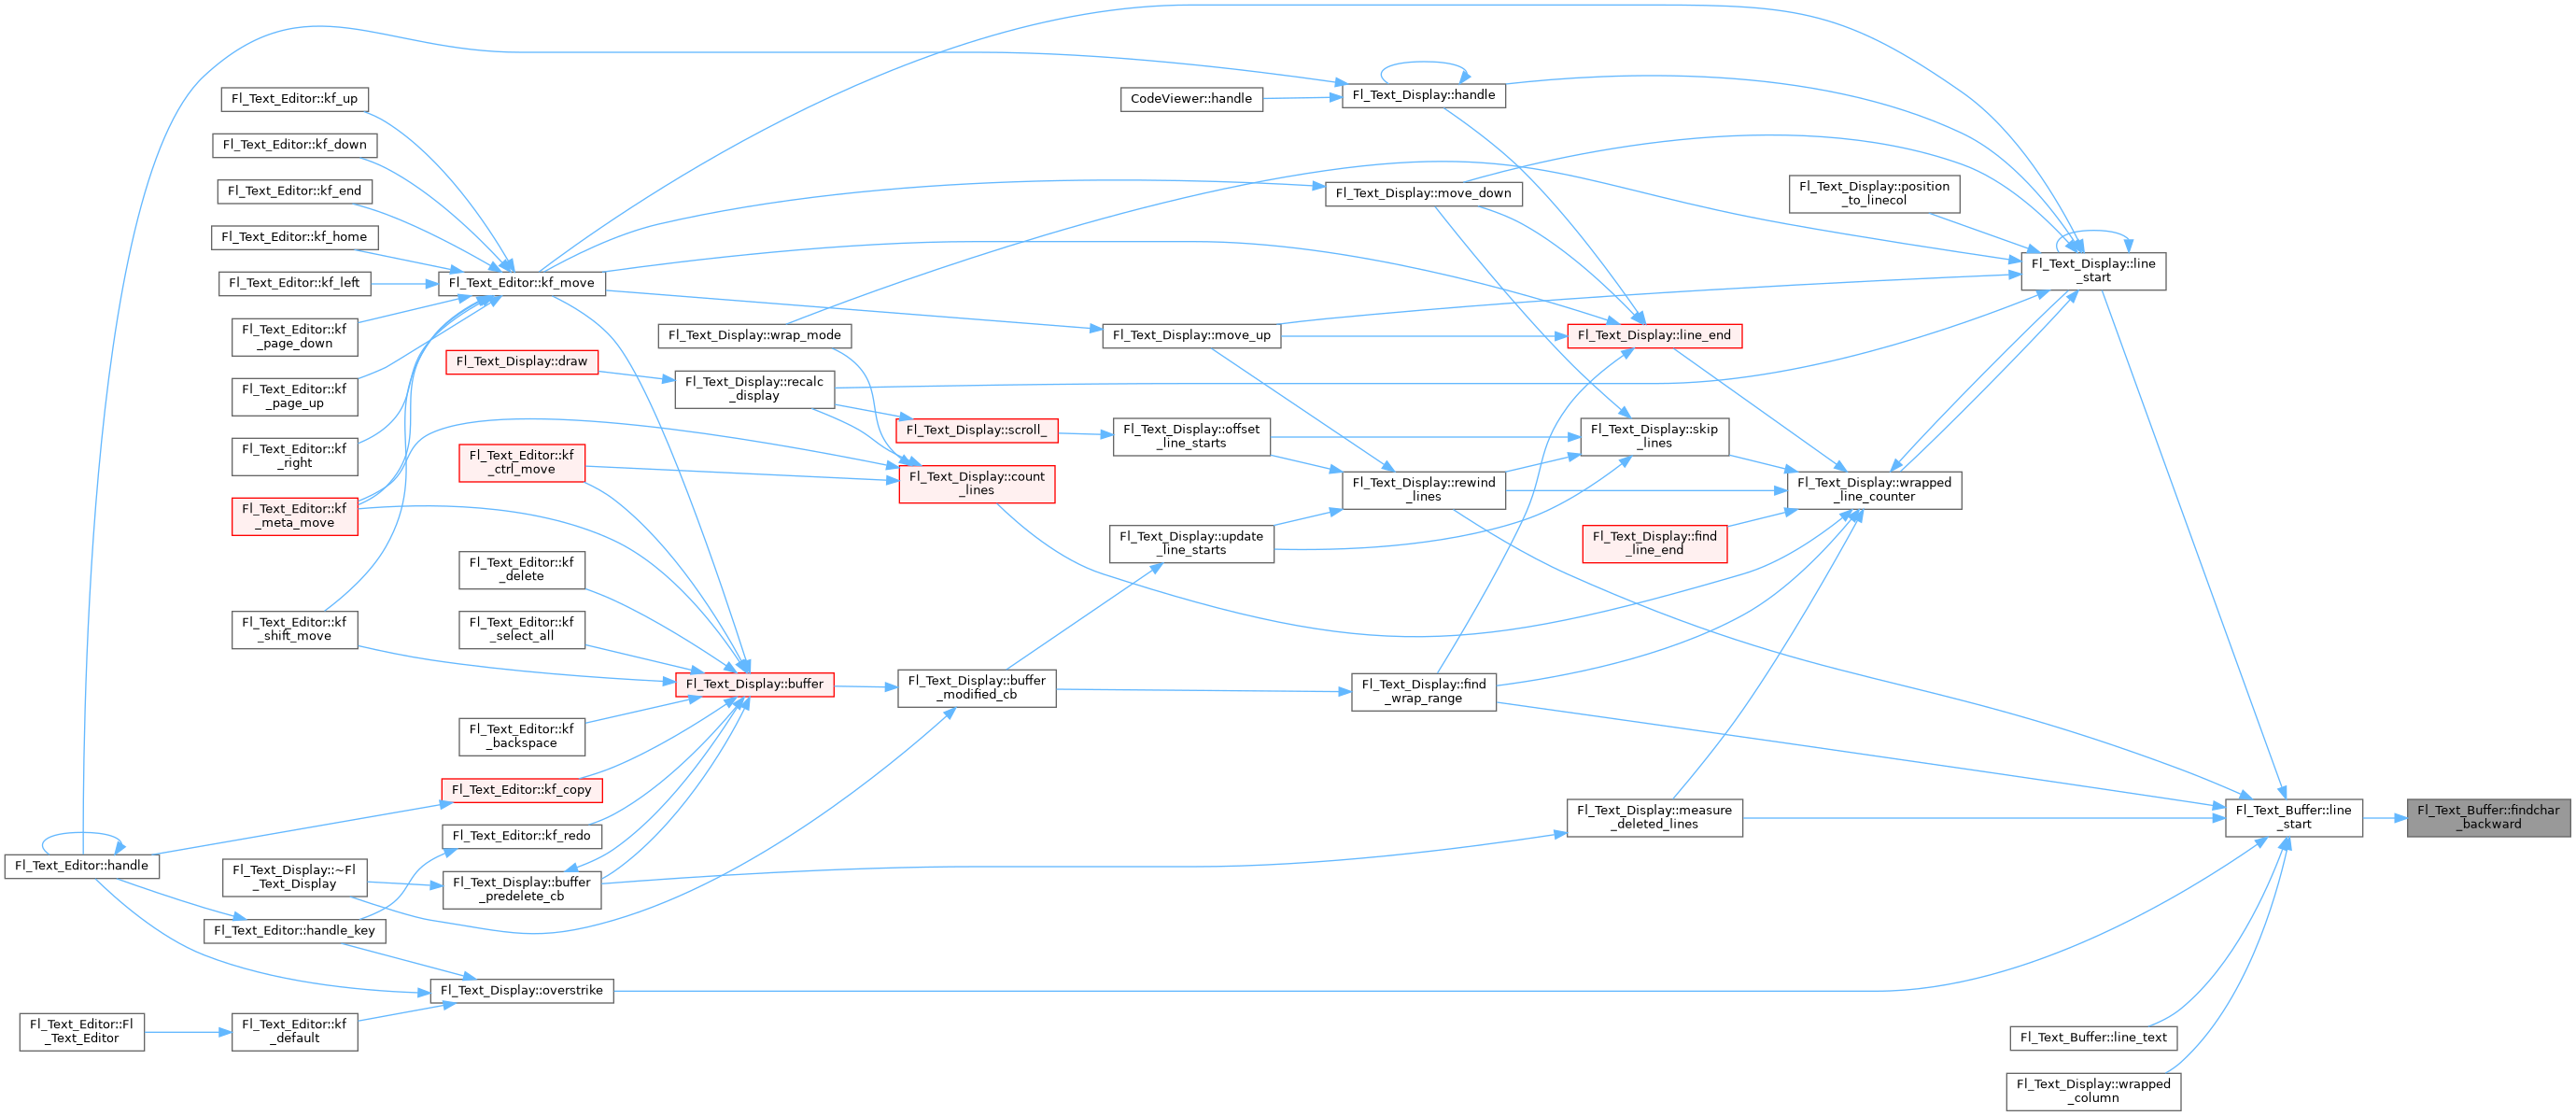 Fl_Text_Editor::kf_up
Fl_Text_Editor::kf_down
Fl_Text_Editor::kf_end
Fl_Text_Editor::kf_home
Fl_Text_Editor::kf_left
Fl_Text_Editor::kf
_page_down
Fl_Text_Editor::kf
_page_up
Fl_Text_Editor::kf
_right
Fl_Text_Editor::kf
_meta_move
Fl_Text_Editor::kf
_shift_move
Fl_Text_Editor::handle
Fl_Text_Display::~Fl
_Text_Display
Fl_Text_Editor::handle_key
Fl_Text_Editor::Fl
_Text_Editor
Fl_Text_Editor::kf
_default
Fl_Text_Editor::kf_move
Fl_Text_Display::draw
Fl_Text_Editor::kf
_ctrl_move
Fl_Text_Editor::kf
_delete
Fl_Text_Editor::kf
_select_all
Fl_Text_Editor::kf
_backspace
Fl_Text_Editor::kf_copy
Fl_Text_Editor::kf_redo
Fl_Text_Display::buffer
_predelete_cb
Fl_Text_Display::overstrike
Fl_Text_Display::wrap_mode
Fl_Text_Display::recalc
_display
Fl_Text_Display::buffer
Fl_Text_Display::scroll_
Fl_Text_Display::count
_lines
Fl_Text_Display::buffer
_modified_cb
CodeViewer::handle
Fl_Text_Display::move_up
Fl_Text_Display::offset
_line_starts
Fl_Text_Display::update
_line_starts
Fl_Text_Display::handle
Fl_Text_Display::move_down
Fl_Text_Display::rewind
_lines
Fl_Text_Display::find
_wrap_range
Fl_Text_Display::line_end
Fl_Text_Display::skip
_lines
Fl_Text_Display::find
_line_end
Fl_Text_Display::measure
_deleted_lines
Fl_Text_Display::position
_to_linecol
Fl_Text_Display::wrapped
_line_counter
Fl_Text_Display::line
_start
Fl_Text_Buffer::line_text
Fl_Text_Display::wrapped
_column
Fl_Text_Buffer::line
_start
Fl_Text_Buffer::findchar
_backward